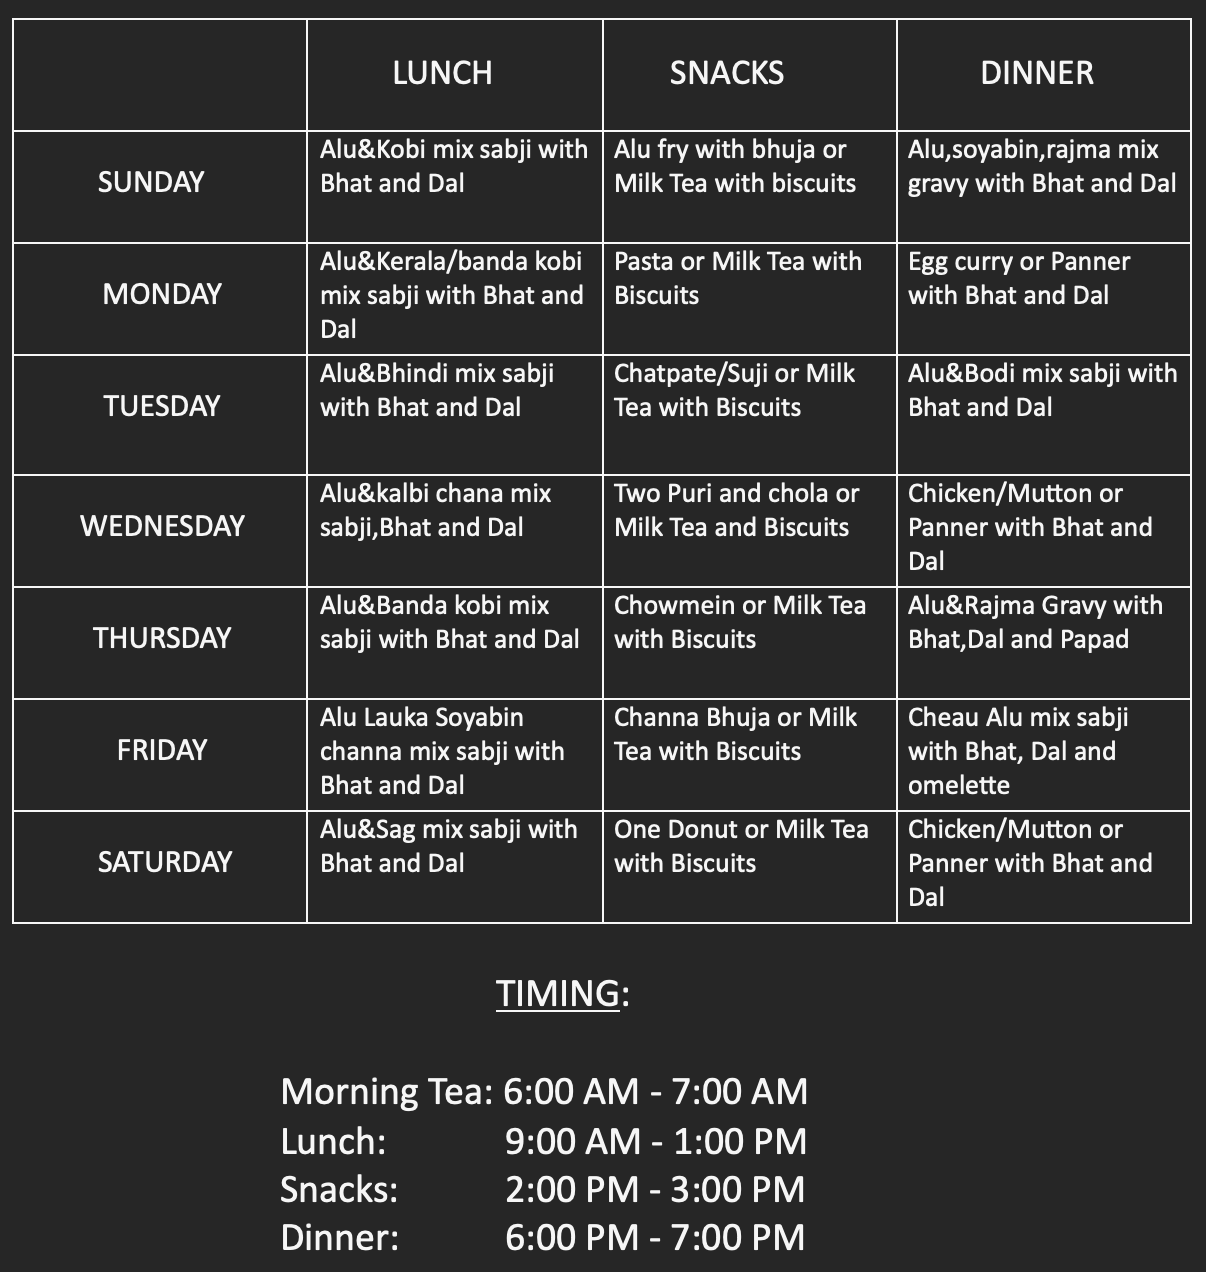 LUNCH SNACKS DINNER
SUNDAY
Alu&Kobi mix sabji with
Bhat and Dal
Alu fry with bhuja or
Milk Tea with biscuits
Alu,soyabin,rajma mix
gravy with Bhat and Dal
MONDAY
Alu&Kerala/banda kobi
mix sabji with Bhat and
Dal
Pasta or Milk Tea with
Biscuits
Egg curry or Panner
with Bhat and Dal
TUESDAY
Alu&Bhindi mix sabji
with Bhat and Dal
Chatpate/Suji or Milk
Tea with Biscuits
Alu&Bodi mix sabji with
Bhat and Dal
WEDNESDAY
Alu&kalbi chana mix
sabji,Bhat and Dal
Two Puri and chola or
Milk Tea and Biscuits
Chicken/Mutton or
Panner with Bhat and
Dal
THURSDAY
Alu&Banda kobi mix
sabji with Bhat and Dal
Chowmein or Milk Tea
with Biscuits
Alu&Rajma Gravy with
Bhat,Dal and Papad
FRIDAY
Alu Lauka Soyabin
channa mix sabji with
Bhat and Dal
Channa Bhuja or Milk
Tea with Biscuits
Cheau Alu mix sabji
with Bhat, Dal and
omelette
SATURDAY
Alu&Sag mix sabji with
Bhat and Dal
One Donut or Milk Tea
with Biscuits
Chicken/Mutton or
Panner with Bhat and
Dal
TIMING:
Morning Tea: 6:00 AM - 7:00 AM
Lunch: 9:00 AM - 1:00 PM
Snacks: 2:00 PM - 3:00 PM
Dinner: 6:00 PM - 7:00 PM